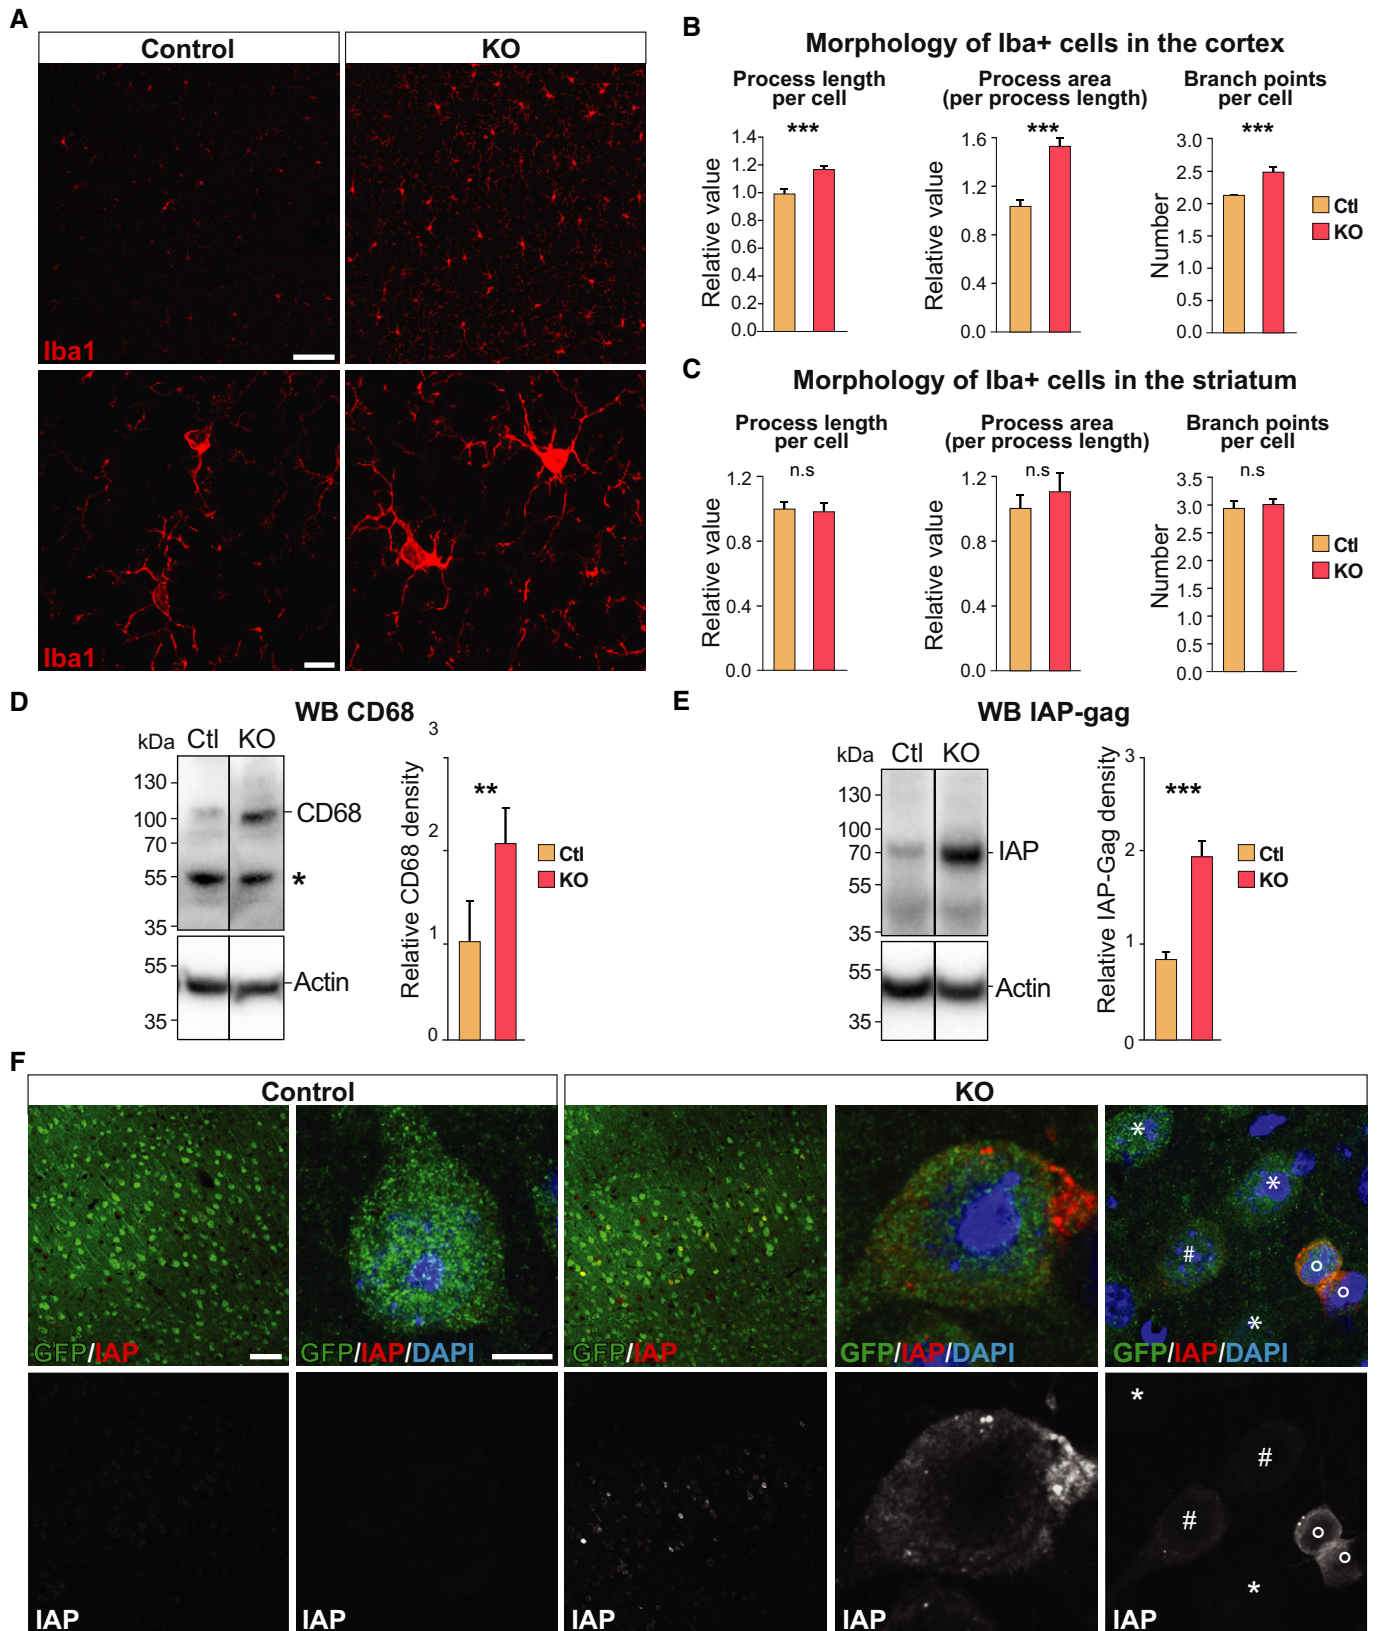 A
Control
KO
Iba1
Iba1
B
Morphology of Iba+ cells in the cortex
Process length
per cell
Process area
(per process length)
Branch points
per cell
***
***
***
Relative value
1.4
1.2
1.0
0.8
0.6
0.4
0.2
0.0
Relative value
1.6
1.2
0.8
0.4
0.0
Number
3.0
2.5
2.0
1.5
1.0
0.5
0.0
Ctl
KO
C
Morphology of Iba+ cells in the striatum
Process length
per cell
Process area
(per process length)
Branch points
per cell
n.s
n.s
n.s
Relative value
1.2
0.8
0.4
0.0
Relative value
1.2
0.8
0.4
0.0
Number
3.5
3.0
2.5
2.0
1.5
1.0
0.5
0.0
Ctl
KO
D
WB CD68
kDa
Ctl
KO
130
100
70
55
35
CD68
*
55
35
Actin
Relative CD68 density
3
2
1
0
**
Ctl
KO
E
WB IAP-gag
kDa
Ctl
KO
130
100
70
55
35
IAP
55
35
Actin
Relative IAP-Gag density
3
2
1
0
***
Ctl
KO
F
Control
KO
GFP/IAP
GFP/IAP/DAPI
GFP/IAP
GFP/IAP/DAPI
*
*
#
*
GFP/IAP/DAPI
IAP
IAP
IAP
IAP
*
#
#
*
IAP